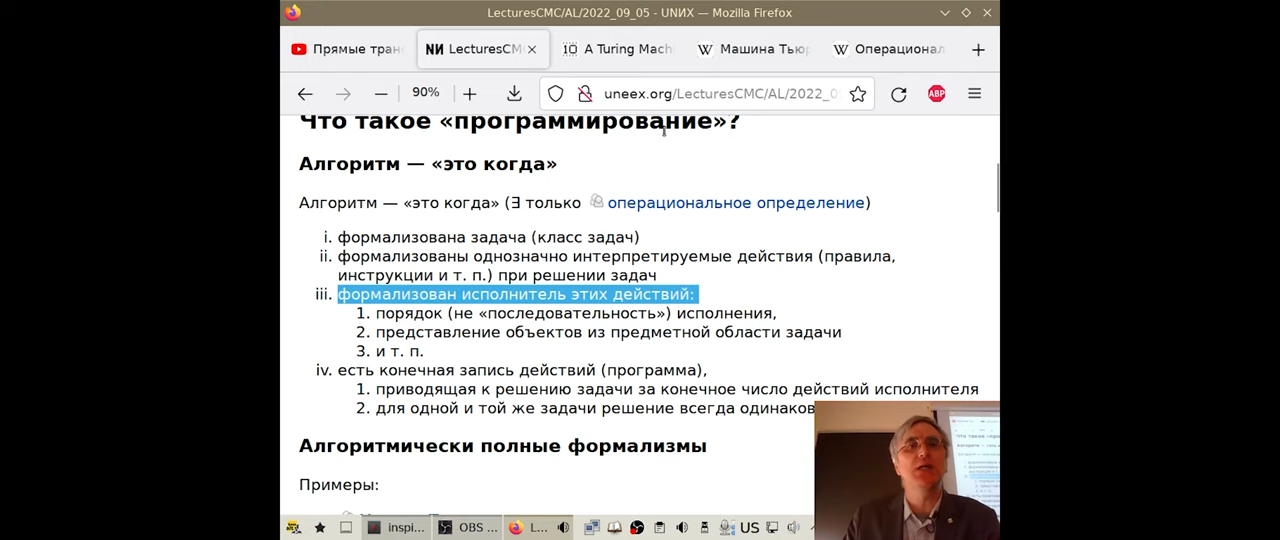 LecturesCMC/AL/2022_09_05 - UNИX — Mozilla Firefox
Прямые тран
ИИ LecturesCM
A Turing Mach
W Машина Тьюр
W Операционал
90%
uneex.org/LecturesCMC/AL/2022_0
ABP
Что такое «программирование»?
Алгоритм — «это когда»
Алгоритм — «это когда» (∃ только операциональное определение)
i. формализована задача (класс задач)
ii. формализованы однозначно интерпретируемые действия (правила,
инструкции и т. п.) при решении задач
iii. формализован исполнитель этих действий:
1. порядок (не «последовательность») исполнения,
2. представление объектов из предметной области задачи
3. и т. п.
iv. есть конечная запись действий (программа),
1. приводящая к решению задачи за конечное число действий исполнителя
2. для одной и той же задачи решение всегда одинаков
Алгоритмически полные формализмы
Примеры:
inspi...
OBS ...
L...
US